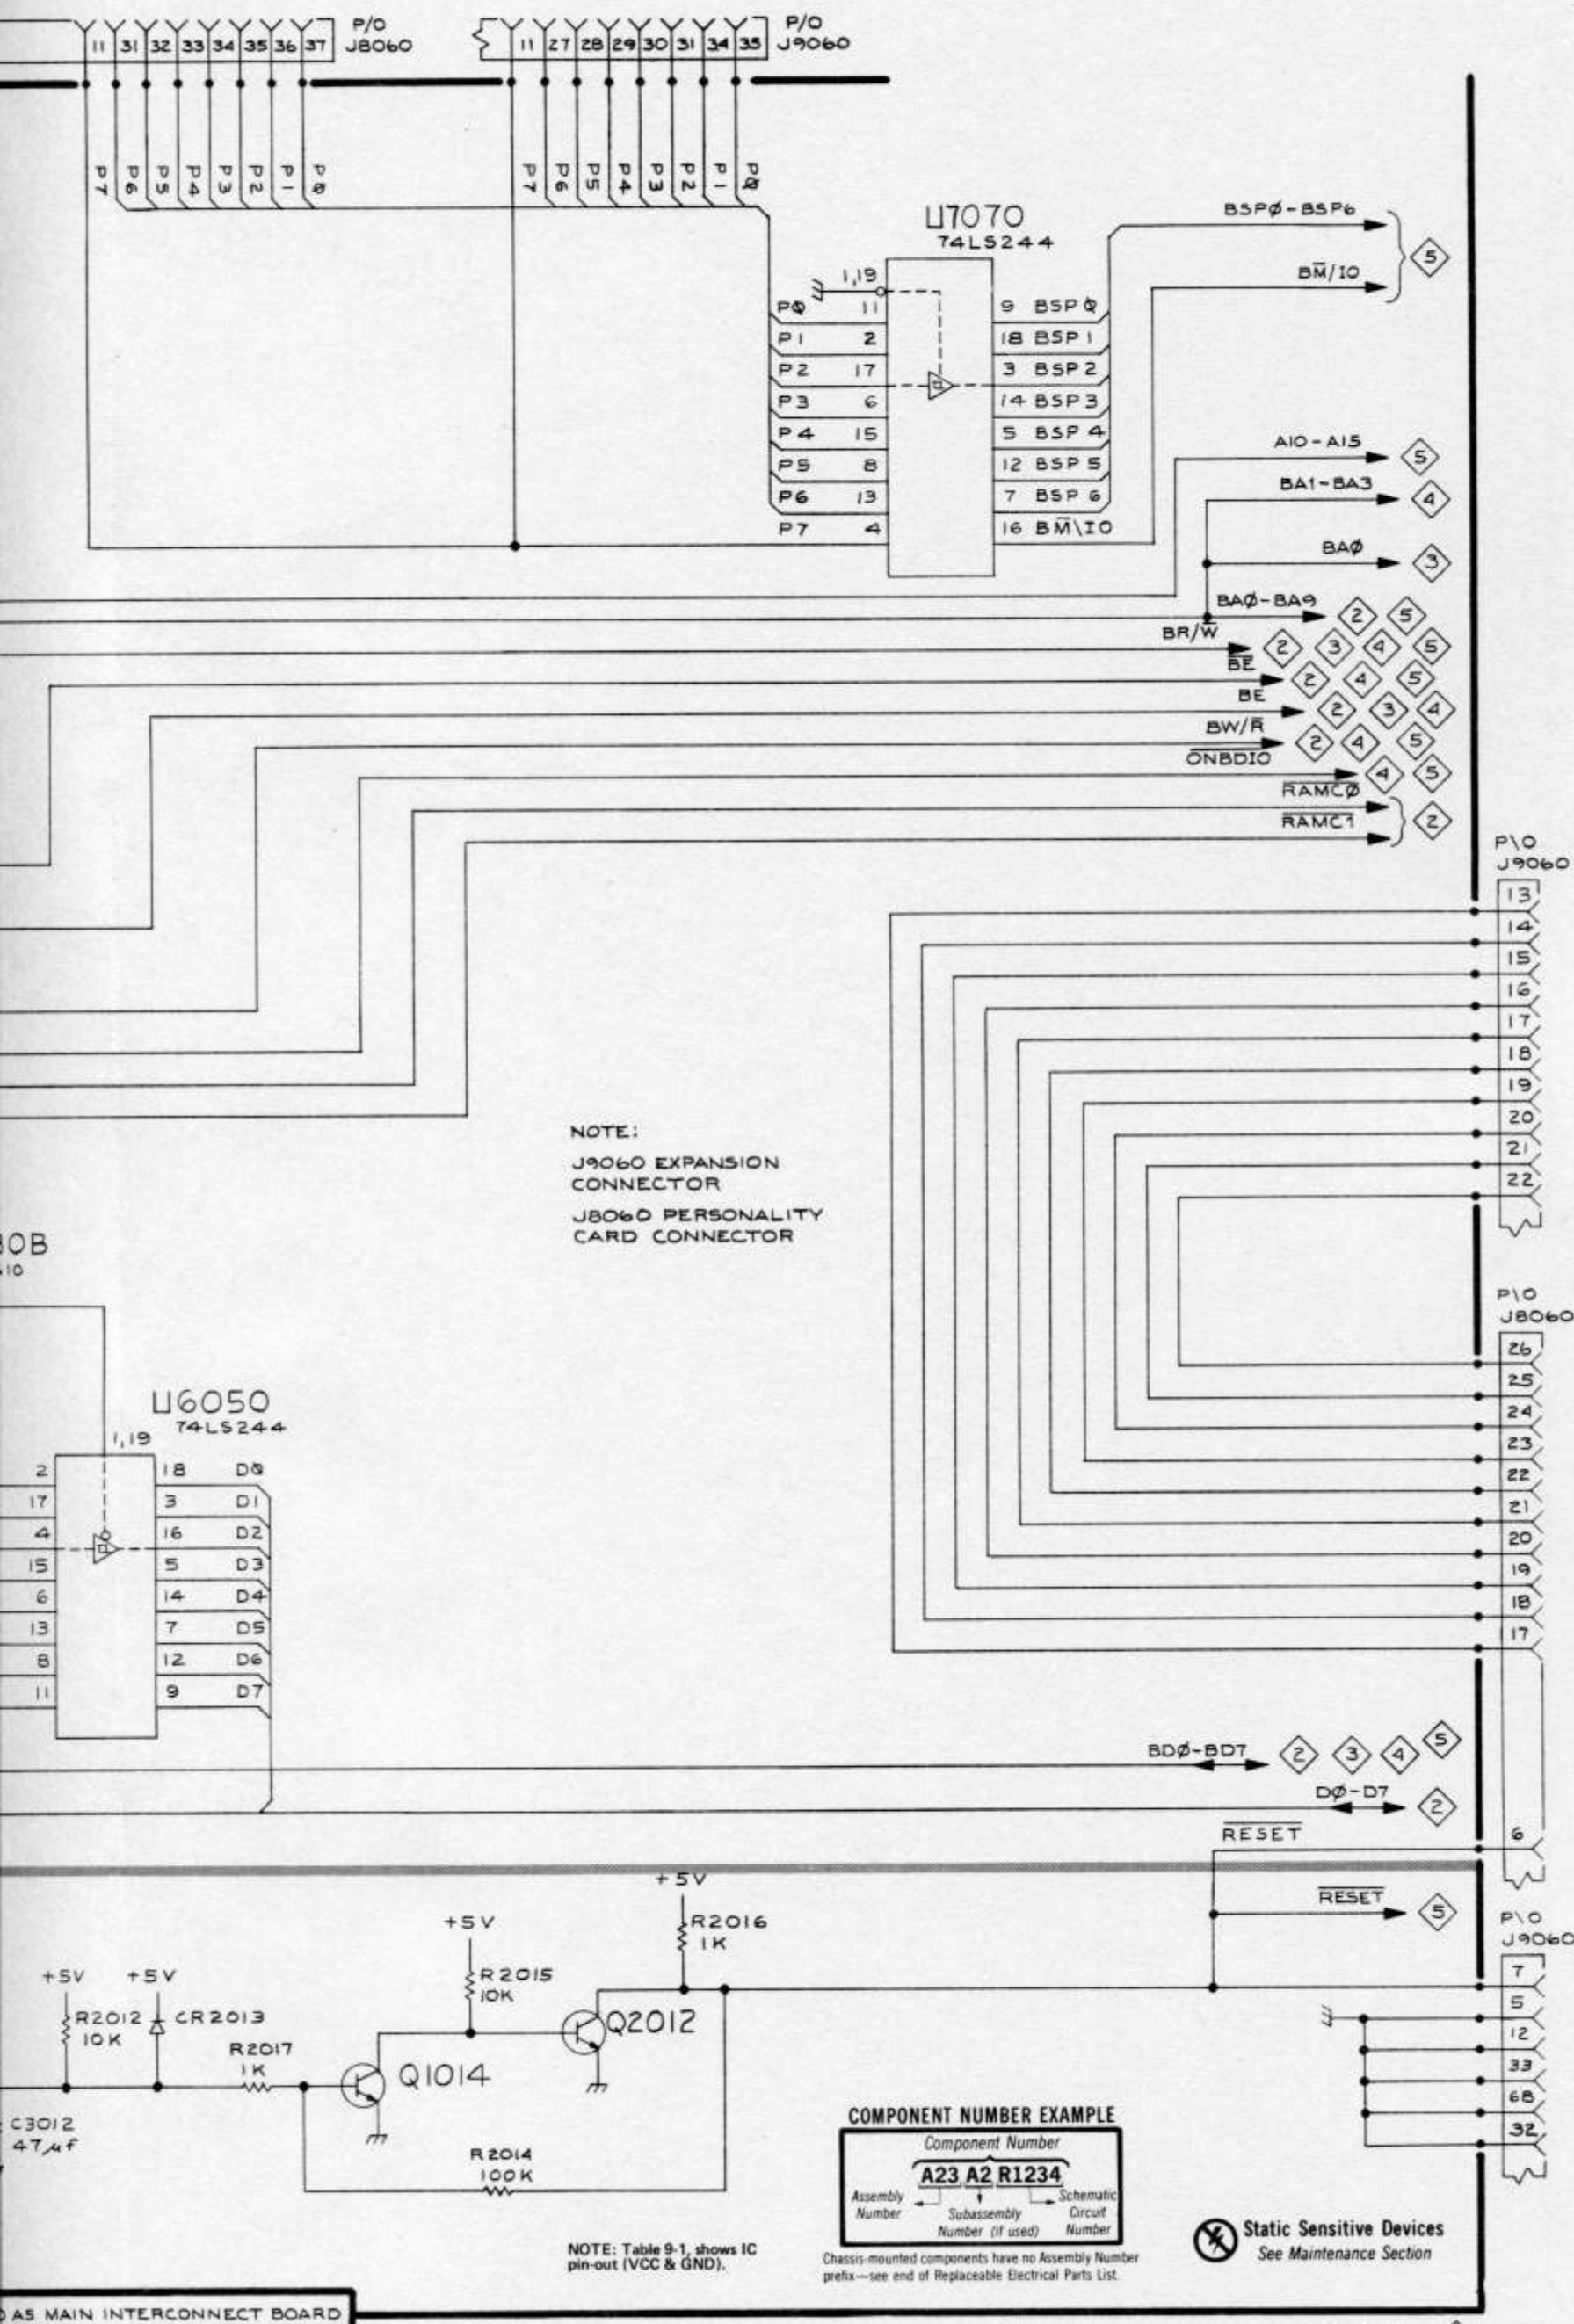 P/O
J8060
11 31 32 33 34 35 36 37
P/O
J9060
11 27 28 29 30 31 34 35
P7 P6 P5 P4 P3 P2 P1 PØ
P7 P6 P5 P4 P3 P2 P1 PØ
U7070
74LS244
1,19
PØ 11 9 BSPØ
P1 2 18 BSP1
P2 17 3 BSP2
P3 6 14 BSP3
P4 15 5 BSP4
P5 8 12 BSP5
P6 13 7 BSP6
P7 4 16 BM̅\IO
BSPØ-BSP6
BM̅/IO
5
A10-A15 5
BA1-BA3 4
BAØ 3
BAØ-BA9 2 5
BR/W̅ 2 3 4 5
B̅E̅ 2 4 5
BE 2 3 4
BW/R̅ 2 4 5
O̅N̅B̅D̅I̅O̅ 4 5
R̅A̅M̅C̅Ø̅
R̅A̅M̅C̅1̅
2
P\O
J9060
13
14
15
16
17
18
19
20
21
22
NOTE:
J9060 EXPANSION
CONNECTOR
J8060 PERSONALITY
CARD CONNECTOR
P\O
J8060
26
25
24
23
22
21
20
19
18
17
6
30B
10
U6050
74LS244
1,19
2 18 DØ
17 3 D1
4 16 D2
15 5 D3
6 14 D4
13 7 D5
8 12 D6
11 9 D7
BDØ-BD7 2 3 4 5
DØ-D7 2
R̅E̅S̅E̅T̅
R̅E̅S̅E̅T̅ 5
P\O
J9060
7
5
12
33
6B
32
+5V
R2016
1K
+5V
R2015
10K
+5V +5V
R2012
10K
CR2013
R2017
1K
Q1014
Q2012
C3012
47µf
R2014
100K
COMPONENT NUMBER EXAMPLE
Component Number
A23 A2 R1234
Assembly
Number
Subassembly
Number (if used)
Schematic
Circuit
Number
Chassis-mounted components have no Assembly Number
prefix—see end of Replaceable Electrical Parts List.
NOTE: Table 9-1, shows IC
pin-out (VCC & GND).
Static Sensitive Devices
See Maintenance Section
AS MAIN INTERCONNECT BOARD